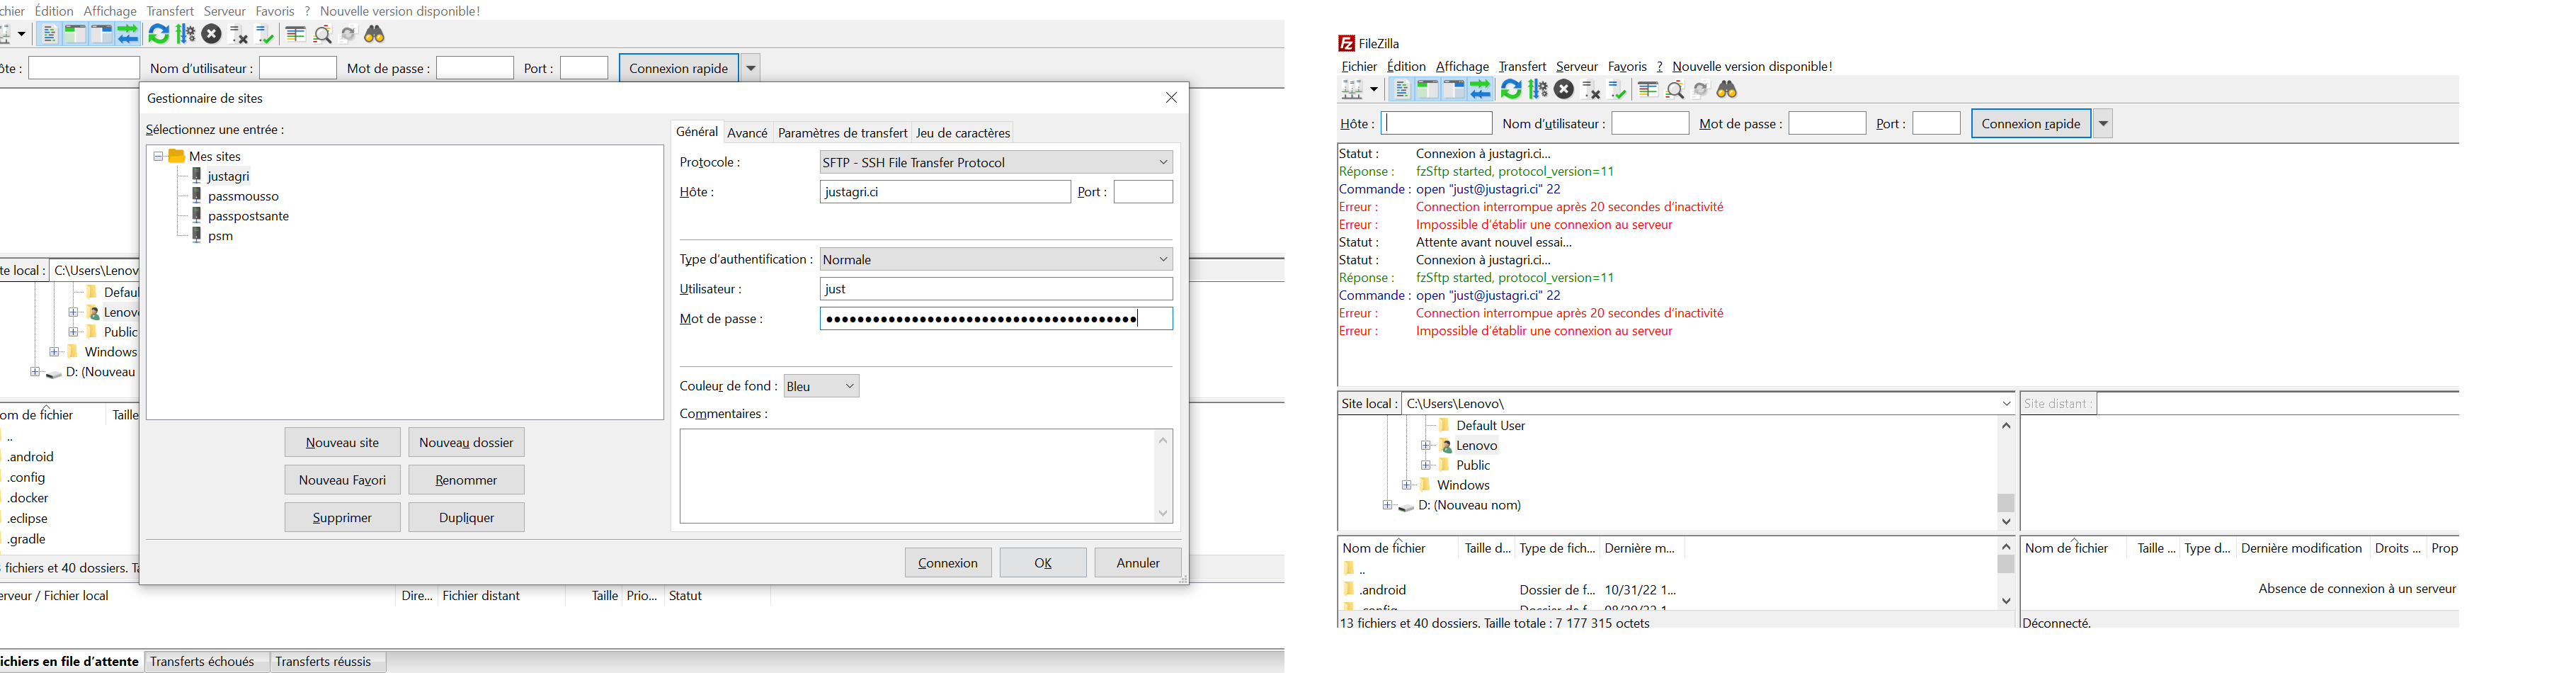 chier Édition Affichage Transfert Serveur Favoris ? Nouvelle version disponible!
ôte : Nom d'utilisateur : Mot de passe : Port : Connexion rapide
Gestionnaire de sites
Sélectionnez une entrée :
Mes sites
justagri
passmousso
passpostsante
psm
Nouveau site Nouveau dossier
Nouveau Favori Renommer
Supprimer Dupliquer
Général Avancé Paramètres de transfert Jeu de caractères
Protocole : SFTP - SSH File Transfer Protocol
Hôte : justagri.ci Port :
Type d'authentification : Normale
Utilisateur : just
Mot de passe : ●●●●●●●●●●●●●●●●●●●●●●●●●●●●●●●●●●●●●●●●
Couleur de fond : Bleu
Commentaires :
Connexion OK Annuler
te local : C:\Users\Lenov
Defau
Lenov
Public
Windows
D: (Nouveau
om de fichier Taille
..
.android
.config
.docker
.eclipse
.gradle
fichiers et 40 dossiers. Ta
erveur / Fichier local Dire... Fichier distant Taille Prio... Statut
ichiers en file d'attente Transferts échoués Transferts réussis
FileZilla
Fichier Édition Affichage Transfert Serveur Favoris ? Nouvelle version disponible!
Hôte : Nom d'utilisateur : Mot de passe : Port : Connexion rapide
Statut : Connexion à justagri.ci...
Réponse : fzSftp started, protocol_version=11
Commande : open "just@justagri.ci" 22
Erreur : Connection interrompue après 20 secondes d'inactivité
Erreur : Impossible d'établir une connexion au serveur
Statut : Attente avant nouvel essai...
Statut : Connexion à justagri.ci...
Réponse : fzSftp started, protocol_version=11
Commande : open "just@justagri.ci" 22
Erreur : Connection interrompue après 20 secondes d'inactivité
Erreur : Impossible d'établir une connexion au serveur
Site local : C:\Users\Lenovo\ Site distant :
Default User
Lenovo
Public
Windows
D: (Nouveau nom)
Nom de fichier Taille d... Type de fich... Dernière m...
..
.android Dossier de f... 10/31/22 1...
.config Dossier de f... 08/29/22 1
13 fichiers et 40 dossiers. Taille totale : 7 177 315 octets
Nom de fichier Taille ... Type d... Dernière modification Droits ... Prop
Absence de connexion à un serveur
Déconnecté.